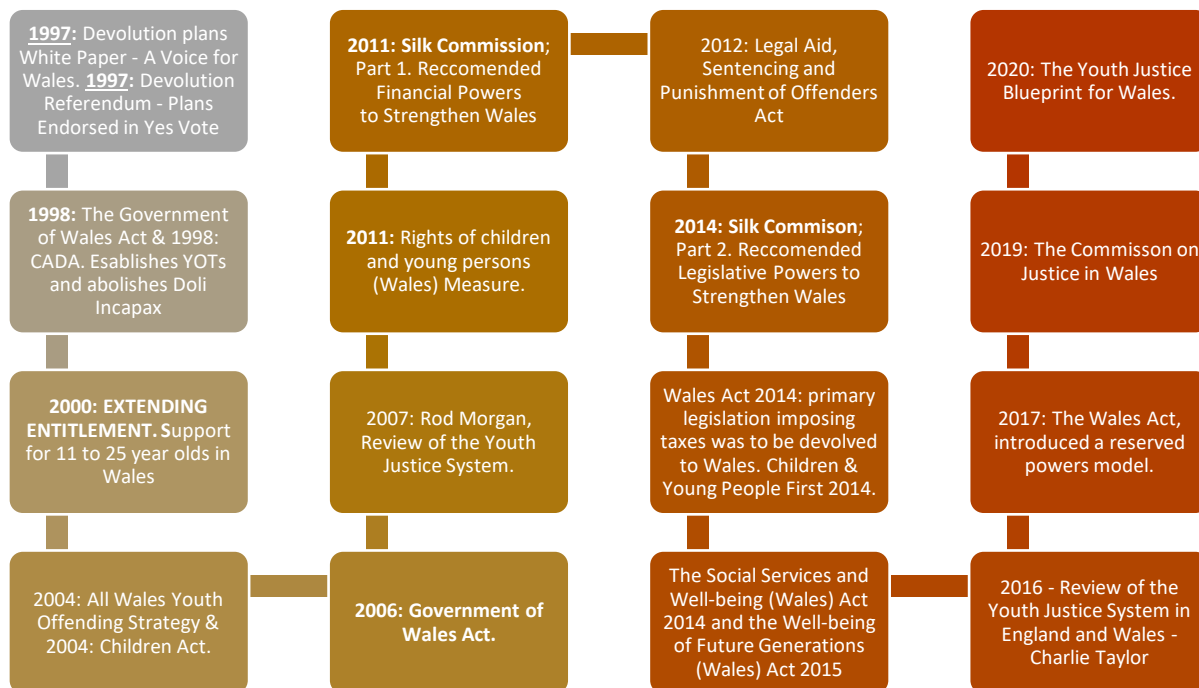 1997: Devolution plans
White Paper - A Voice for
Wales. 1997: Devolution
Referendum - Plans
Endorsed in Yes Vote
1998: The Government
of Wales Act & 1998:
CADA. Esablishes YOTs
and abolishes Doli
Incapax
2000: EXTENDING
ENTITLEMENT. Support
for 11 to 25 year olds in
Wales
2004: All Wales Youth
Offending Strategy &
2004: Children Act.
2006: Government of
Wales Act.
2007: Rod Morgan,
Review of the Youth
Justice System.
2011: Rights of children
and young persons
(Wales) Measure.
2011: Silk Commission;
Part 1. Reccomended
Financial Powers
to Strengthen Wales
2012: Legal Aid,
Sentencing and
Punishment of Offenders
Act
2014: Silk Commison;
Part 2. Reccomended
Legislative Powers to
Strengthen Wales
Wales Act 2014: primary
legislation imposing
taxes was to be devolved
to Wales. Children &
Young People First 2014.
The Social Services and
Well-being (Wales) Act
2014 and the Well-being
of Future Generations
(Wales) Act 2015
2016 - Review of the
Youth Justice System in
England and Wales -
Charlie Taylor
2017: The Wales Act,
introduced a reserved
powers model.
2019: The Commisson on
Justice in Wales
2020: The Youth Justice
Blueprint for Wales.